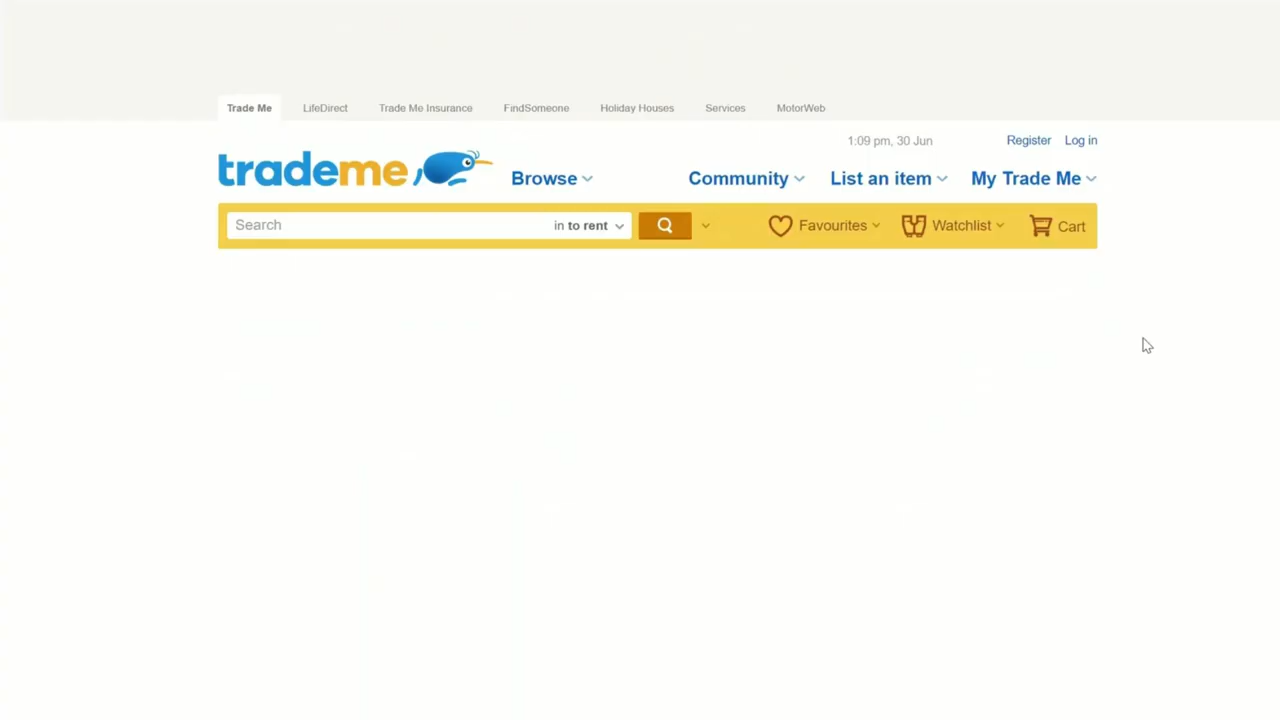 Trade Me LifeDirect Trade Me Insurance FindSomeone Holiday Houses Services MotorWeb
1:09 pm, 30 Jun Register Log in
trademe Browse Community List an item My Trade Me
Search in to rent Favourites Watchlist Cart